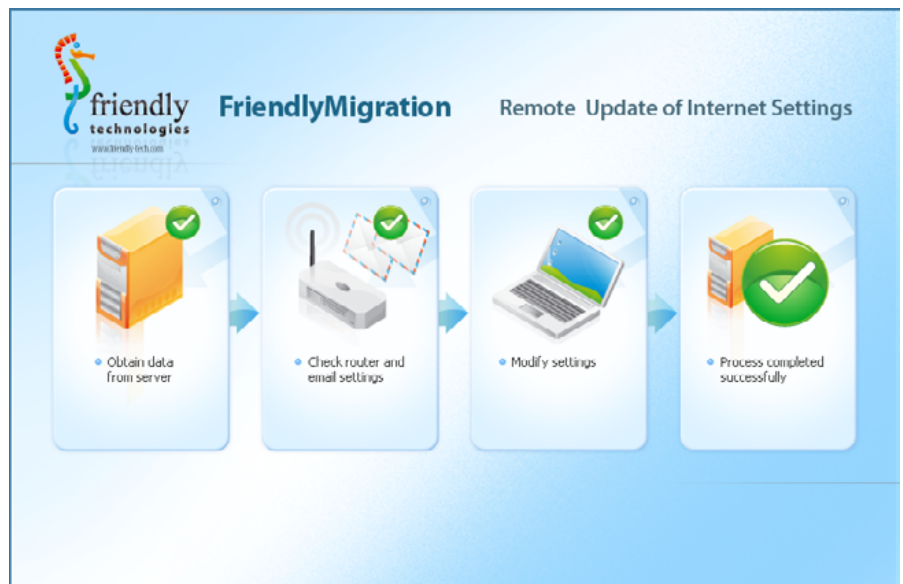 friendly
technologies
www.friendly-tech.com
FriendlyMigration
Remote Update of Internet Settings
Obtain data
from server
Check router and
email settings
Modify settings
Process completed
successfully